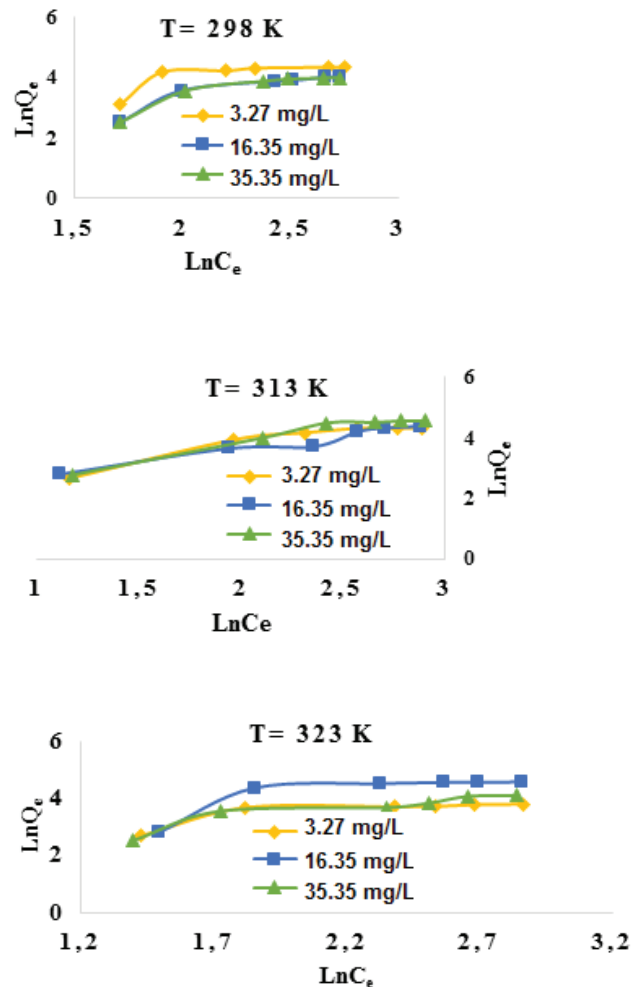 T= 298 K
6
4
2
0
LnQe
3.27 mg/L
16.35 mg/L
35.35 mg/L
1,5 2 2,5 3
LnCe
T= 313 K
6
4
2
0
LnQe
3.27 mg/L
16.35 mg/L
35.35 mg/L
1 1,5 2 2,5 3
LnCe
T= 323 K
6
4
2
0
LnQe
3.27 mg/L
16.35 mg/L
35.35 mg/L
1,2 1,7 2,2 2,7 3,2
LnCe